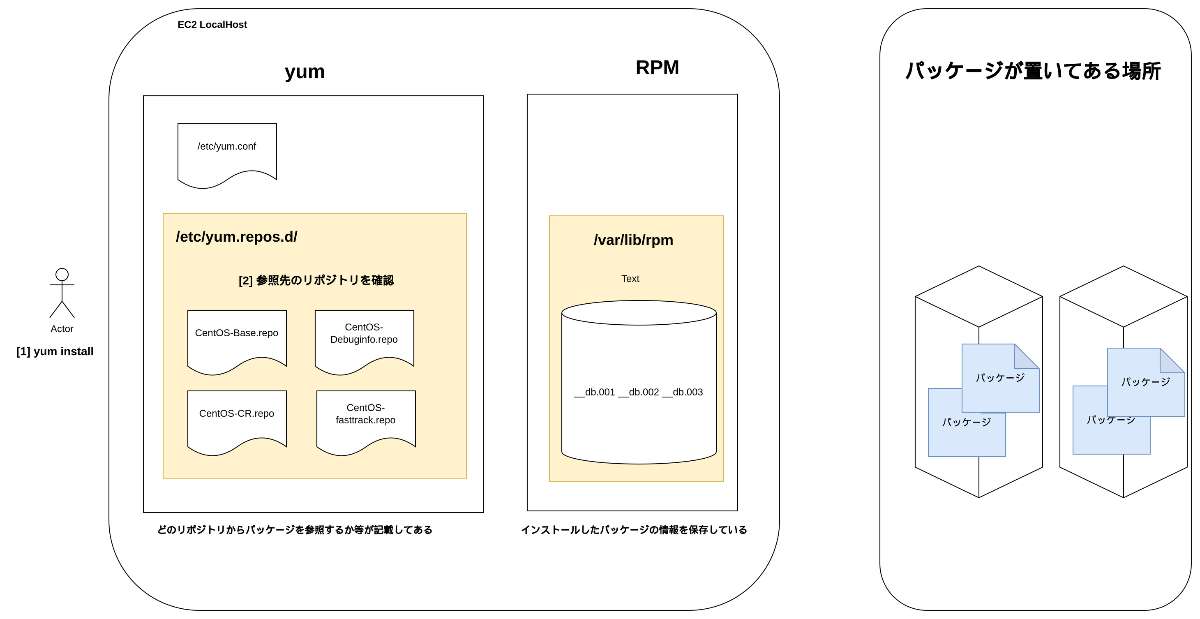 EC2 LocalHost
yum
RPM
パッケージが置いてある場所
/etc/yum.conf
/etc/yum.repos.d/
[2] 参照先のリポジトリを確認
CentOS-Base.repo
CentOS-
Debuginfo.repo
CentOS-CR.repo
CentOS-
fasttrack.repo
/var/lib/rpm
Text
__db.001 __db.002 __db.003
Actor
[1] yum install
パッケージ
パッケージ
パッケージ
パッケージ
どのリポジトリからパッケージを参照するか等が記載してある
インストールしたパッケージの情報を保存している